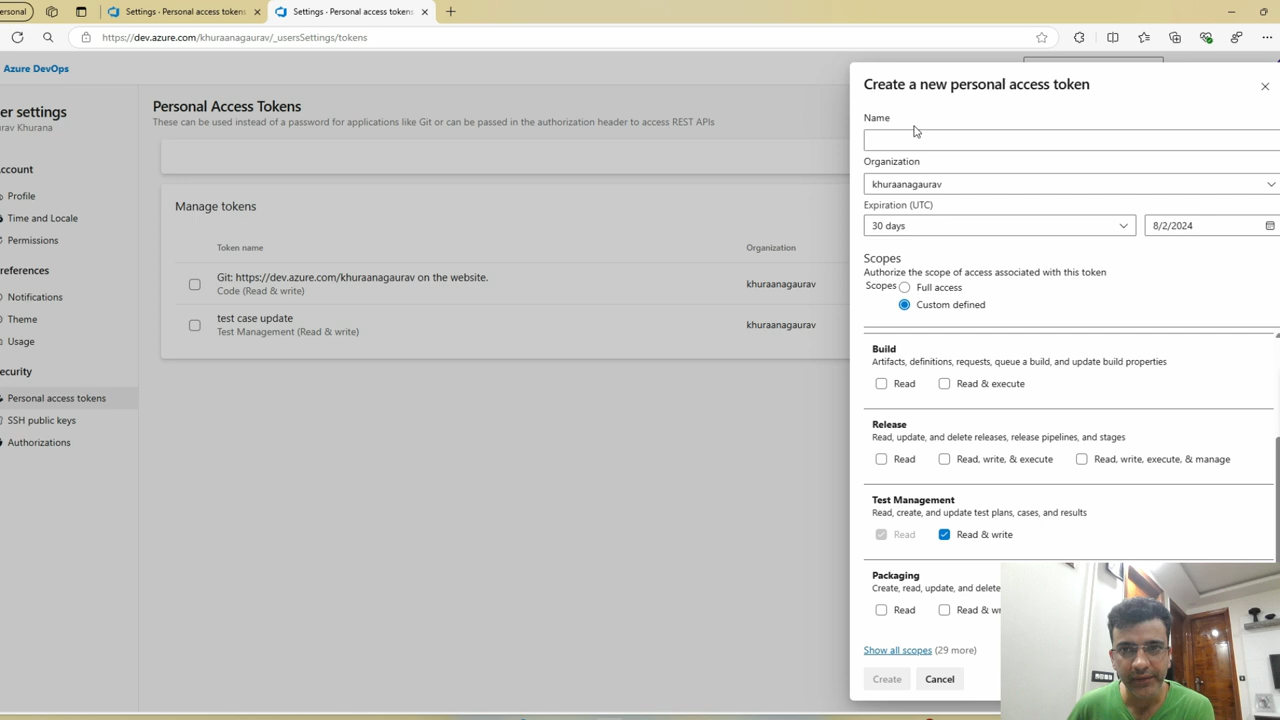 ersonal
Settings · Personal access tokens
Settings · Personal access tokens
https://dev.azure.com/khuraanagaurav/_usersSettings/tokens
Azure DevOps
er settings
rav Khurana
ccount
Profile
Time and Locale
Permissions
references
Notifications
Theme
Usage
ecurity
Personal access tokens
SSH public keys
Authorizations
Personal Access Tokens
These can be used instead of a password for applications like Git or can be passed in the authorization header to access REST APIs
Manage tokens
Token name
Organization
Git: https://dev.azure.com/khuraanagaurav on the website.
Code (Read & write)
khuraanagaurav
test case update
Test Management (Read & write)
khuraanagaurav
Create a new personal access token
Name
Organization
khuraanagaurav
Expiration (UTC)
30 days
8/2/2024
Scopes
Authorize the scope of access associated with this token
Scopes
Full access
Custom defined
Build
Artifacts, definitions, requests, queue a build, and update build properties
Read
Read & execute
Release
Read, update, and delete releases, release pipelines, and stages
Read
Read, write, & execute
Read, write, execute, & manage
Test Management
Read, create, and update test plans, cases, and results
Read
Read & write
Packaging
Create, read, update, and delete
Read
Read & wr
Show all scopes (29 more)
Create
Cancel